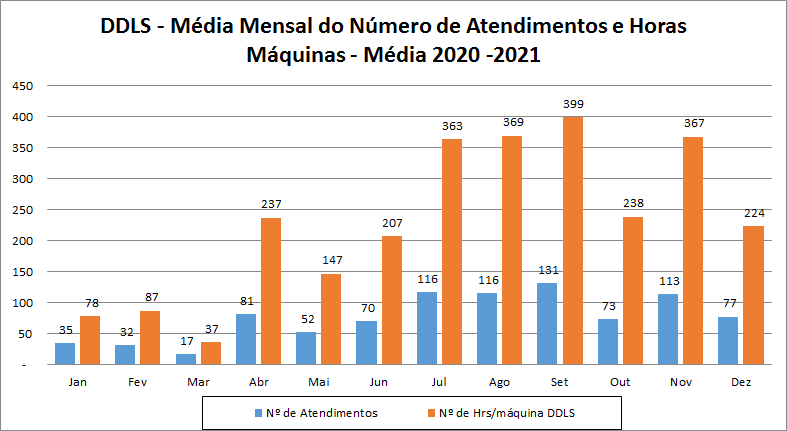 DDLS - Média Mensal do Número de Atendimentos e Horas
Máquinas - Média 2020 -2021
450
400
350
300
250
200
150
100
50
-
35 78 32 87 17 37 81 237 52 147 70 207 116 363 116 369 131 399 73 238 113 367 77 224
Jan Fev Mar Abr Mai Jun Jul Ago Set Out Nov Dez
Nº de Atendimentos Nº de Hrs/máquina DDLS